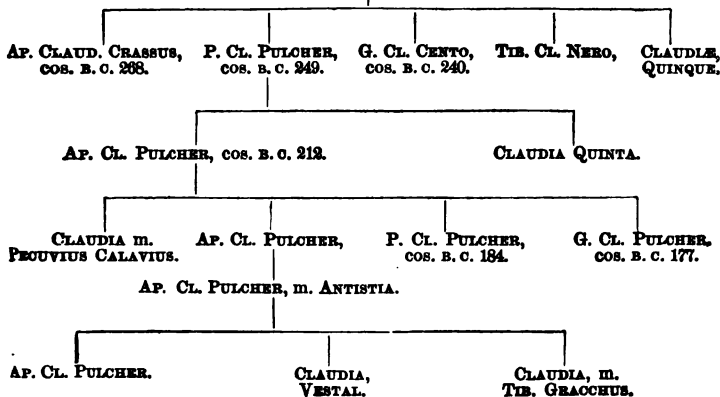 AP. CLAUD. CRASSUS, P. CL. PULCHER, G. CL. CENTO, TIB. CL. NERO, CLAUDIÆ,
COS. B. C. 268. COS. B. C. 249. COS. B. C. 240. QUINQUE.
AP. CL. PULCHER, COS. B. C. 212. CLAUDIA QUINTA.
CLAUDIA m. AP. CL. PULCHER, P. CL. PULCHER, G. CL. PULCHER,
PECUVIUS CALAVIUS. COS. B. C. 184. COS. B. C. 177.
AP. CL. PULCHER, m. ANTISTIA.
AP. CL. PULCHER. CLAUDIA, CLAUDIA, m.
VESTAL. TIB. GRACCHUS.